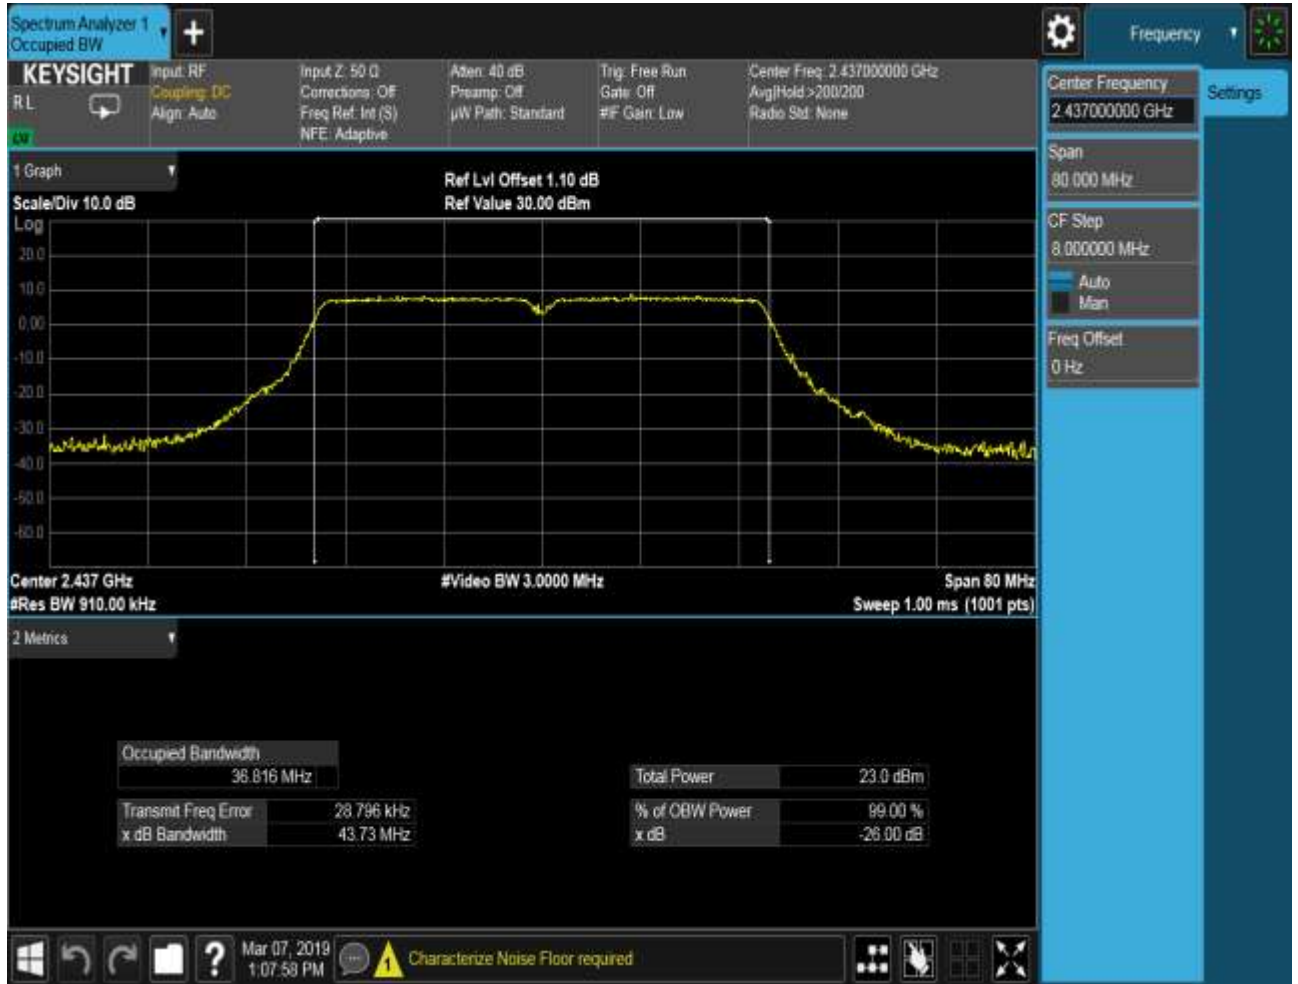 Spectrum Analyzer 1
Occupied BW
Frequency
KEYSIGHT
R L
Input: RF
Coupling: DC
Align: Auto
Input Z: 50 Ω
Corrections: Off
Freq Ref: Int (S)
NFE: Adaptive
Atten: 40 dB
Preamp: Off
µW Path: Standard
Trig: Free Run
Gate: Off
#IF Gain: Low
Center Freq: 2.437000000 GHz
Avg|Hold:>200/200
Radio Std: None
Center Frequency
2.437000000 GHz
Settings
Span
80.000 MHz
CF Step
8.000000 MHz
Auto
Man
Freq Offset
0 Hz
1 Graph
Scale/Div 10.0 dB
Ref Lvl Offset 1.10 dB
Ref Value 30.00 dBm
Log
20.0
10.0
0.00
-10.0
-20.0
-30.0
-40.0
-50.0
-60.0
Center 2.437 GHz
#Res BW 910.00 kHz
#Video BW 3.0000 MHz
Span 80 MHz
Sweep 1.00 ms (1001 pts)
2 Metrics
Occupied Bandwidth
36.816 MHz
Transmit Freq Error 28.796 kHz
x dB Bandwidth 43.73 MHz
Total Power 23.0 dBm
% of OBW Power 99.00 %
x dB -26.00 dB
Mar 07, 2019
1:07:58 PM
1
Characterize Noise Floor required